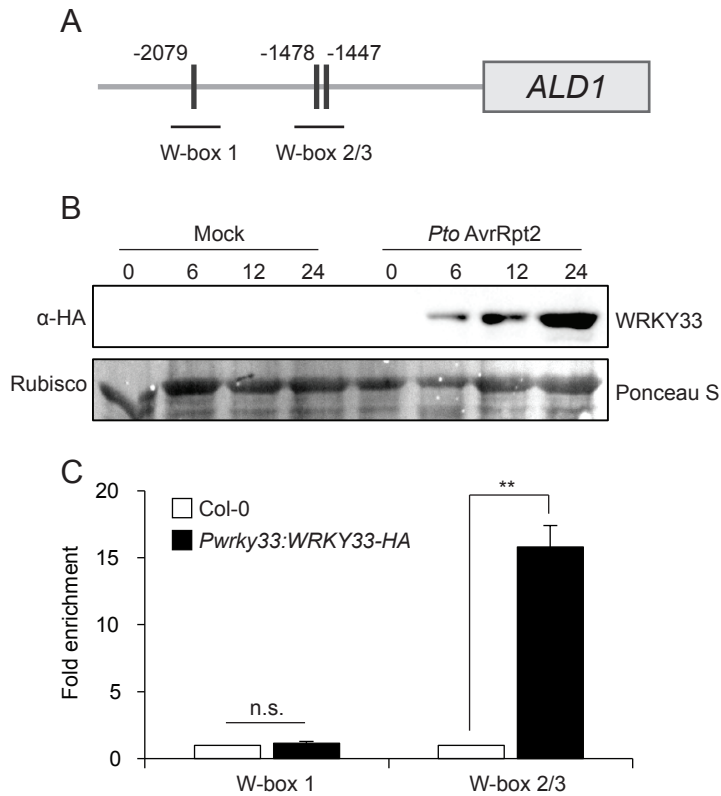 A
-2079 -1478 -1447
ALD1
W-box 1 W-box 2/3
B
Mock Pto AvrRpt2
0 6 12 24 0 6 12 24
α-HA WRKY33
Rubisco Ponceau S
C
Fold enrichment
20
15
10
5
0
Col-0
Pwrky33:WRKY33-HA
n.s.
**
W-box 1 W-box 2/3